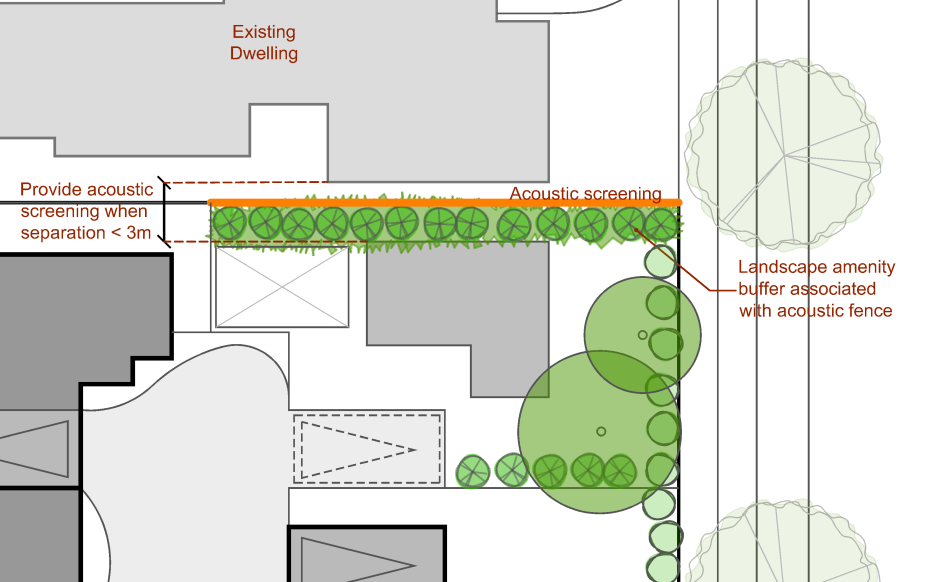 Existing
Dwelling
Provide acoustic
screening when
separation < 3m
Acoustic screening
Landscape amenity
buffer associated
with acoustic fence